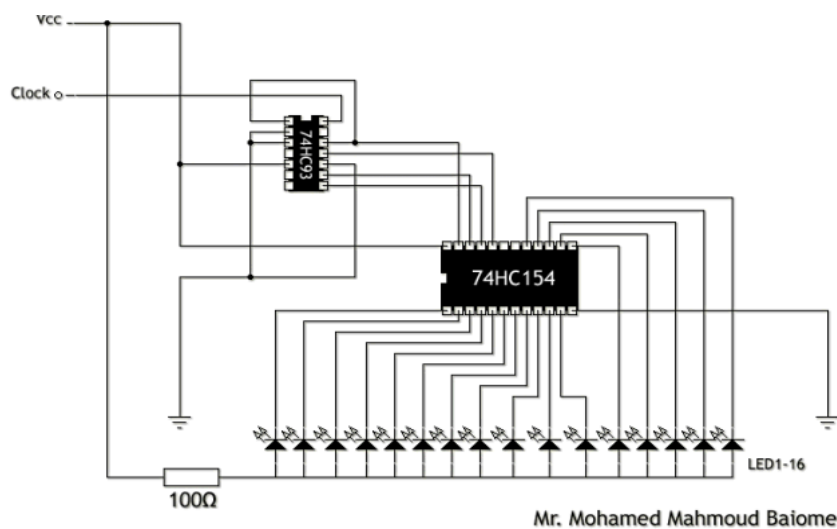 Vcc
Clock
74HC93
74HC154
LED1-16
100Ω
Mr. Mohamed Mahmoud Baiome